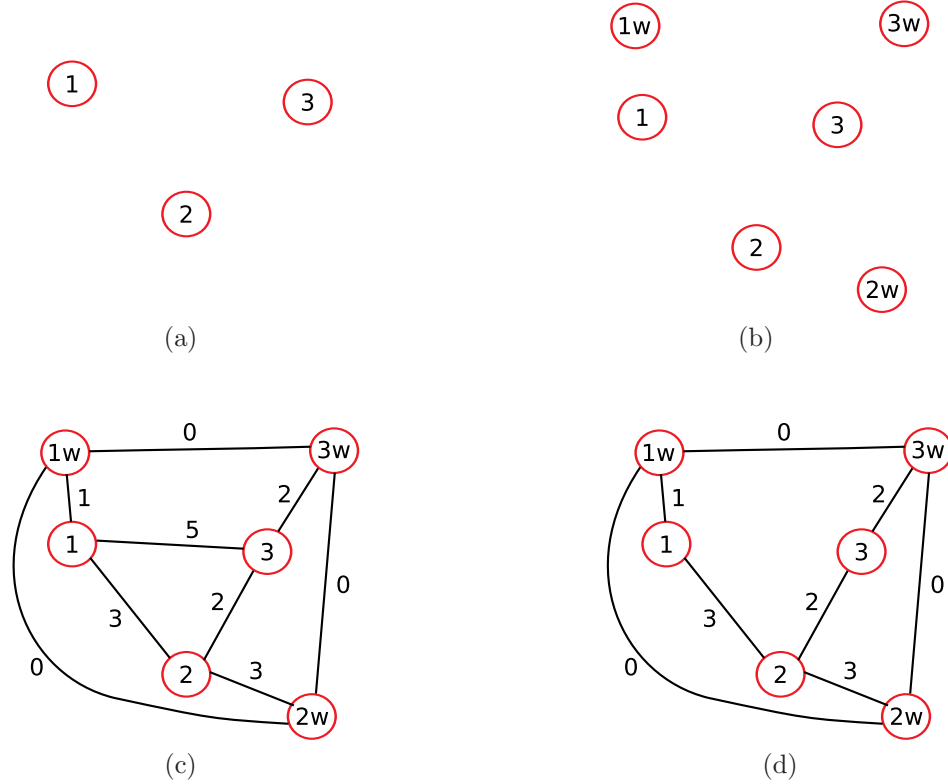 1w 3w
1 3 1 3
2 2
2w
(a) (b)
0 0
1w 3w 1w 3w
1 2 1 2
1 5 3 1 3
3 2 0 3 2 0
0 2 3 0 2 3
2w 2w
(c) (d)